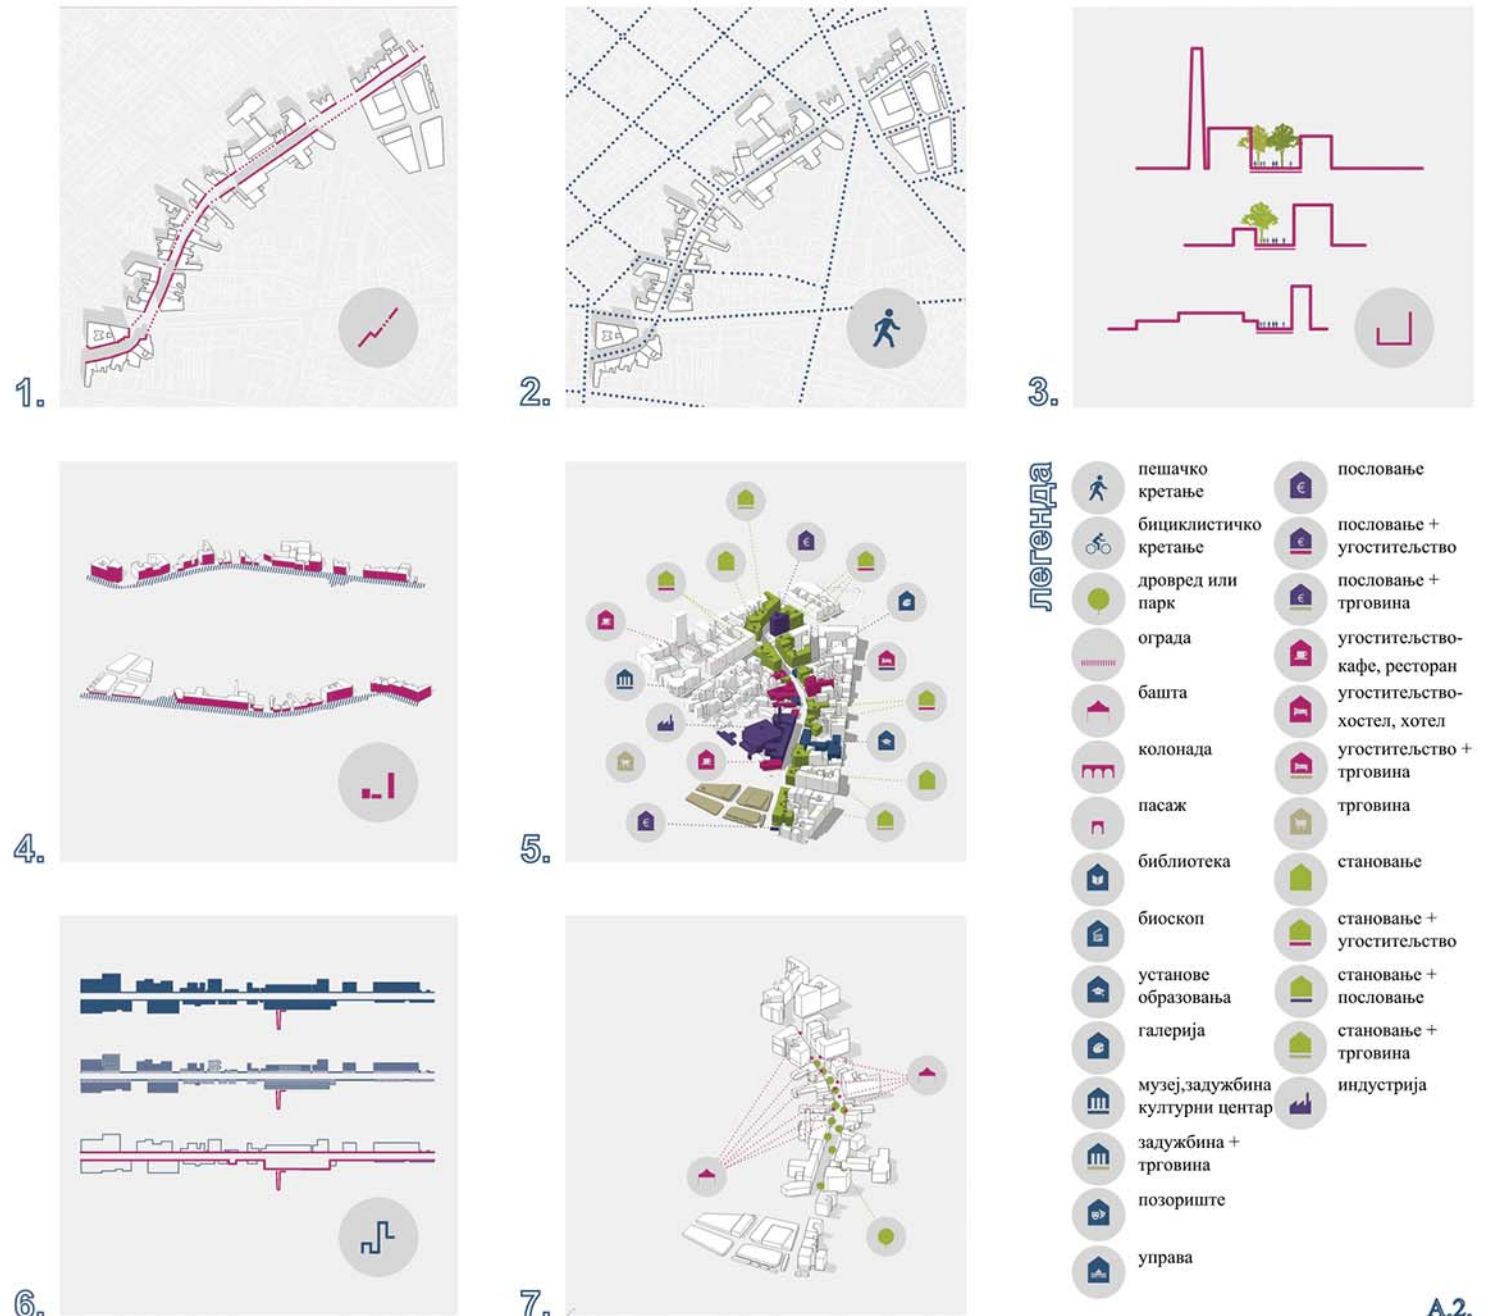 1.
2.
3.
4.
5.
6.
7.
легенда
пешачко
кретање
бициклистичко
кретање
дровред или
парк
ограда
башта
колонада
пасаж
библиотека
биоскоп
установе
образовања
галерија
музеј,задужбина
културни центар
задужбина +
трговина
позориште
управа
пословање
пословање +
угоститељство
пословање +
трговина
угоститељство-
кафе, ресторан
угоститељство-
хостел, хотел
угоститељство +
трговина
трговина
становање
становање +
угоститељство
становање +
пословање
становање +
трговина
индустрија
A.2.